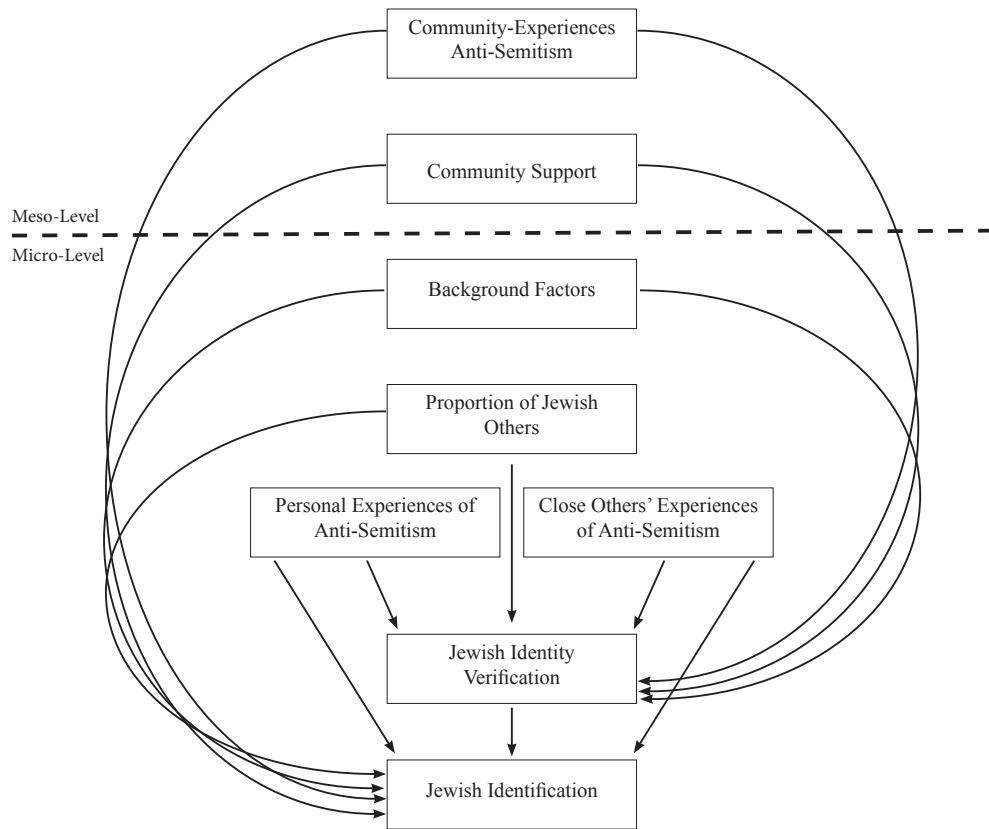 Community-Experiences
Anti-Semitism
Community Support
Meso-Level
Micro-Level
Background Factors
Proportion of Jewish
Others
Personal Experiences of
Anti-Semitism
Close Others’ Experiences
of Anti-Semitism
Jewish Identity
Verification
Jewish Identification